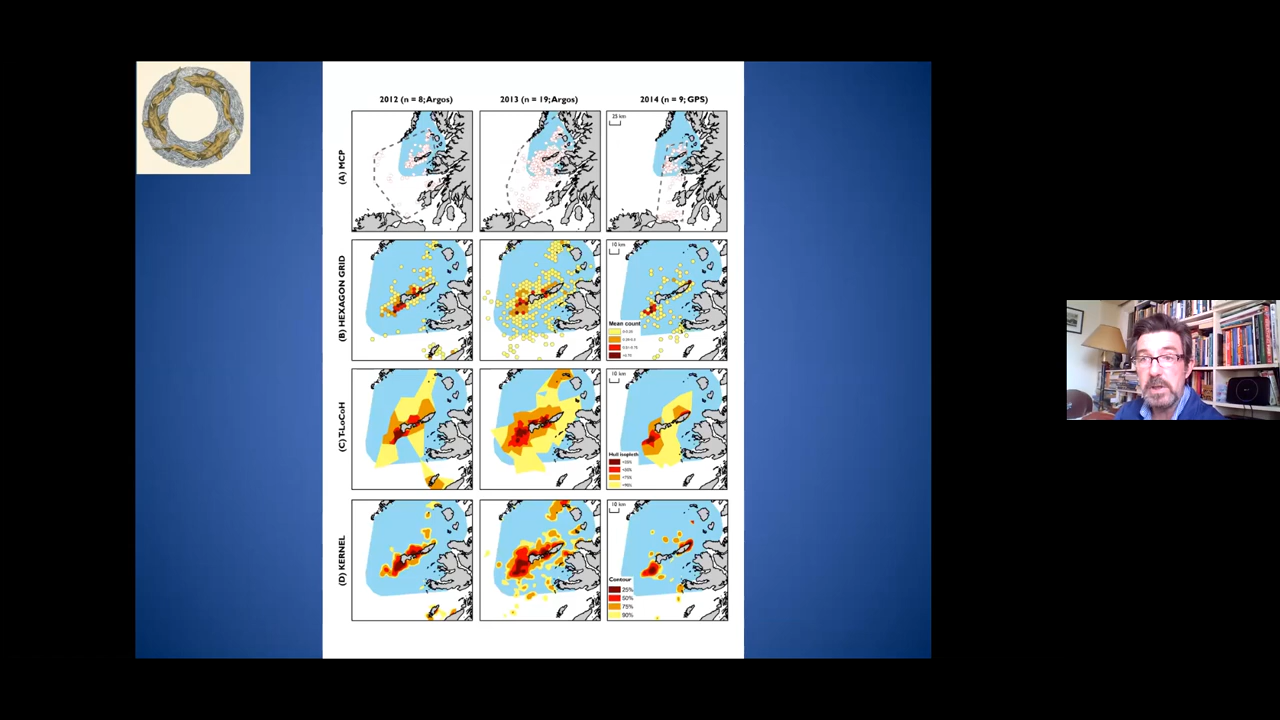 2012 (n = 8; Argos)
2013 (n = 19; Argos)
2014 (n = 9; GPS)
(A) MCP
25 km
(B) HEXAGON GRID
10 km
Mean count
(C) T-LoCoH
10 km
Hull isopleth
(D) KERNEL
10 km
Contour
25%
50%
75%
90%